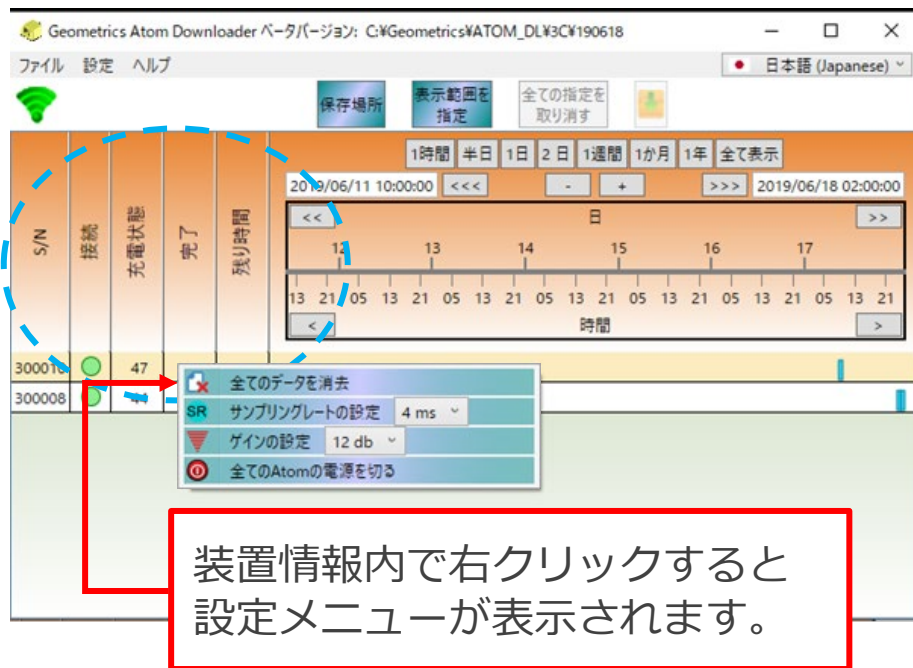 Geometrics Atom Downloader ベータバージョン: C:¥Geometrics¥ATOM_DL¥3C¥190618
ファイル 設定 ヘルプ 日本語 (Japanese)
保存場所 表示範囲を指定 全ての指定を取り消す
1時間 半日 1日 2 日 1週間 1か月 1年 全て表示
2019/06/11 10:00:00 <<< - + >>> 2019/06/18 02:00:00
S/N 接続 充電状態 完了 残り時間
<< 日 >>
12 13 14 15 16 17
13 21 05 13 21 05 13 21 05 13 21 05 13 21 05 13 21 05 13 21
< 時間 >
300010 47
300008 44
全てのデータを消去
SR サンプリングレートの設定 4 ms
ゲインの設定 12 db
全てのAtomの電源を切る
装置情報内で右クリックすると
設定メニューが表示されます。